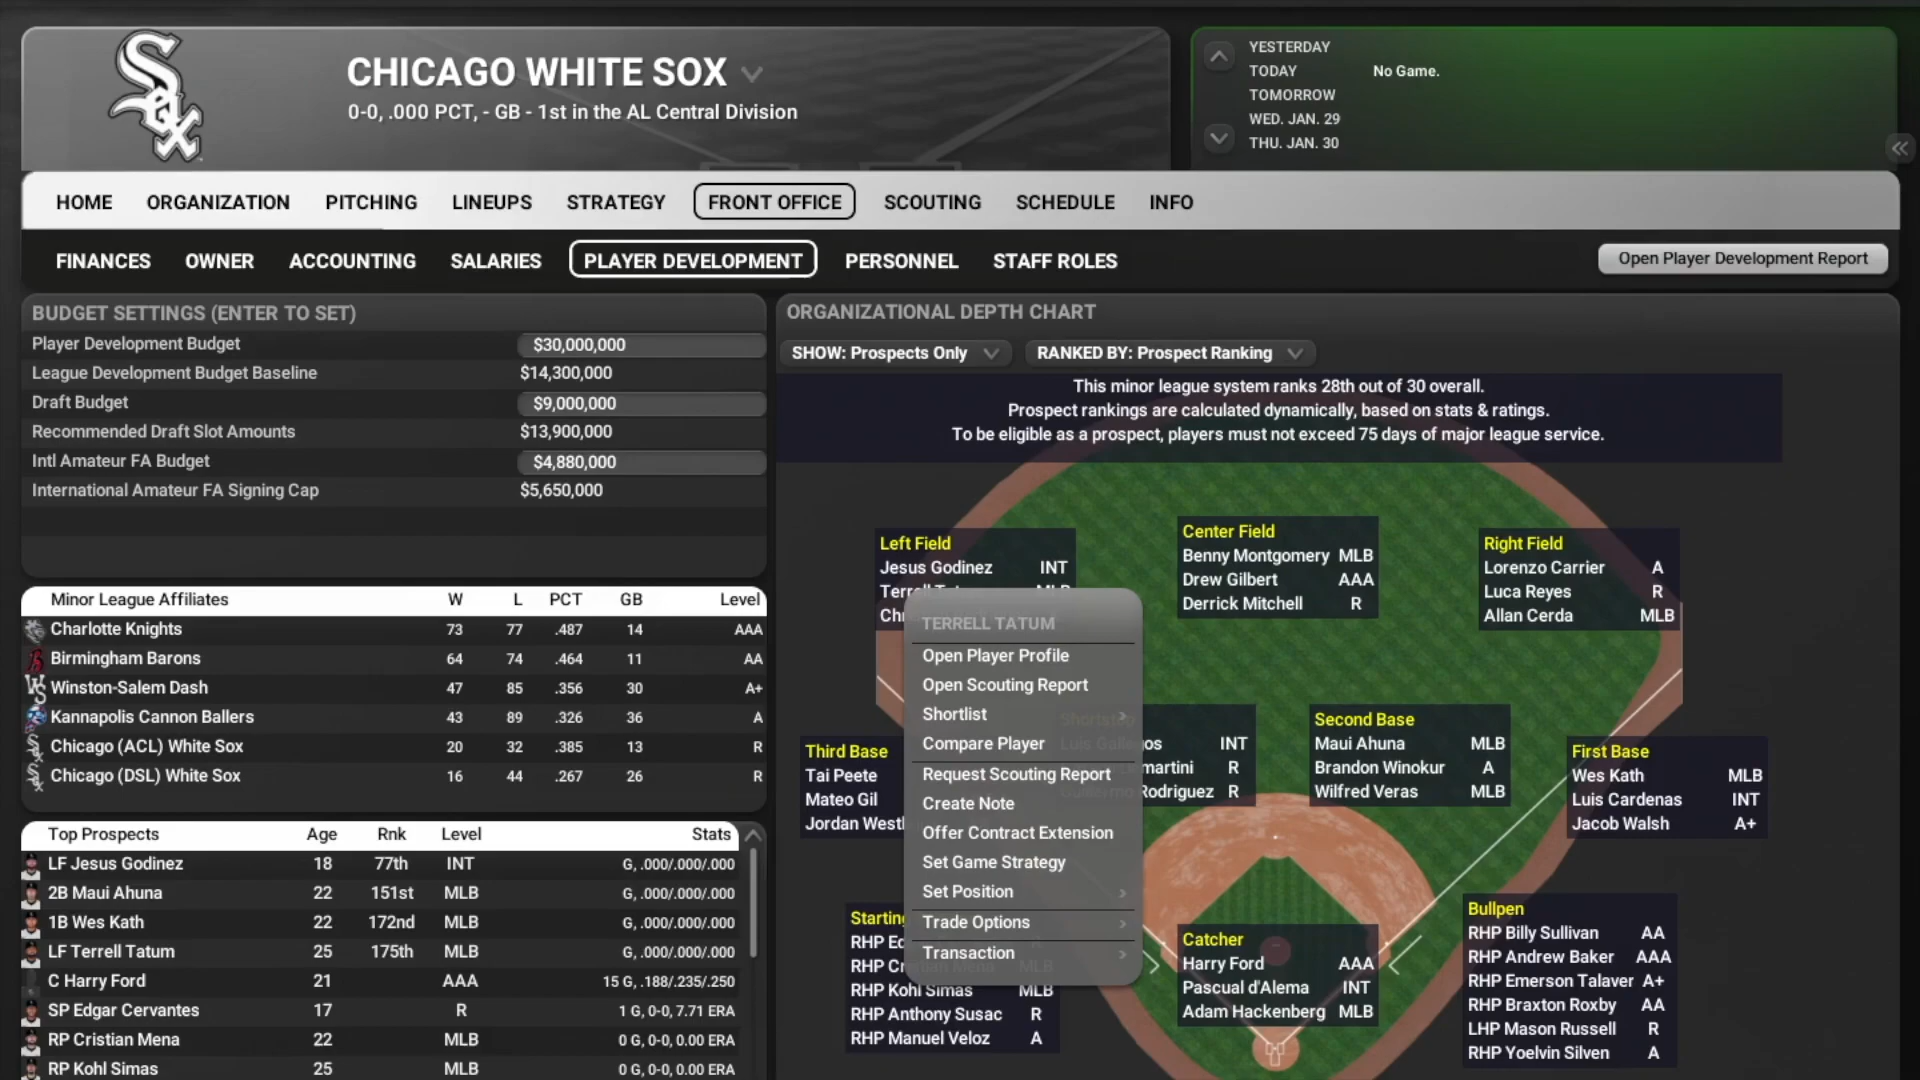 CHICAGO WHITE SOX
0-0, .000 PCT, - GB - 1st in the AL Central Division
YESTERDAY
TODAY No Game.
TOMORROW
WED. JAN. 29
THU. JAN. 30
HOME ORGANIZATION PITCHING LINEUPS STRATEGY FRONT OFFICE SCOUTING SCHEDULE INFO
FINANCES OWNER ACCOUNTING SALARIES PLAYER DEVELOPMENT PERSONNEL STAFF ROLES
Open Player Development Report
BUDGET SETTINGS (ENTER TO SET)
Player Development Budget $30,000,000
League Development Budget Baseline $14,300,000
Draft Budget $9,000,000
Recommended Draft Slot Amounts $13,900,000
Intl Amateur FA Budget $4,880,000
International Amateur FA Signing Cap $5,650,000
Minor League Affiliates W L PCT GB Level
Charlotte Knights 73 77 .487 14 AAA
Birmingham Barons 64 74 .464 11 AA
Winston-Salem Dash 47 85 .356 30 A+
Kannapolis Cannon Ballers 43 89 .326 36 A
Chicago (ACL) White Sox 20 32 .385 13 R
Chicago (DSL) White Sox 16 44 .267 26 R
Top Prospects Age Rnk Level Stats
LF Jesus Godinez 18 77th INT G, .000/.000/.000
2B Maui Ahuna 22 151st MLB G, .000/.000/.000
1B Wes Kath 22 172nd MLB G, .000/.000/.000
LF Terrell Tatum 25 175th MLB G, .000/.000/.000
C Harry Ford 21 AAA 15 G, .188/.235/.250
SP Edgar Cervantes 17 R 1 G, 0-0, 7.71 ERA
RP Cristian Mena 22 MLB 0 G, 0-0, 0.00 ERA
RP Kohl Simas 25 MLB 0 G, 0-0, 0.00 ERA
ORGANIZATIONAL DEPTH CHART
SHOW: Prospects Only RANKED BY: Prospect Ranking
This minor league system ranks 28th out of 30 overall.
Prospect rankings are calculated dynamically, based on stats & ratings.
To be eligible as a prospect, players must not exceed 75 days of major league service.
Left Field
Jesus Godinez INT
Center Field
Benny Montgomery MLB
Drew Gilbert AAA
Derrick Mitchell R
Right Field
Lorenzo Carrier A
Luca Reyes R
Allan Cerda MLB
TERRELL TATUM
Open Player Profile
Open Scouting Report
Shortlist
Compare Player
Request Scouting Report
Create Note
Offer Contract Extension
Set Game Strategy
Set Position
Trade Options
Transaction
Third Base
Tai Peete
Mateo Gil
Jordan
Shortstop
Luis Gallegos INT
R
Guillermo Rodriguez R
Second Base
Maui Ahuna MLB
Brandon Winokur A
Wilfred Veras MLB
First Base
Wes Kath MLB
Luis Cardenas INT
Jacob Walsh A+
Starting
RHP
RHP Cristian Mena MLB
RHP Kohl Simas MLB
RHP Anthony Susac R
RHP Manuel Veloz A
Catcher
Harry Ford AAA
Pascual d'Alema INT
Adam Hackenberg MLB
Bullpen
RHP Billy Sullivan AA
RHP Andrew Baker AAA
RHP Emerson Talaver A+
RHP Braxton Roxby AA
LHP Mason Russell R
RHP Yoelvin Silven A